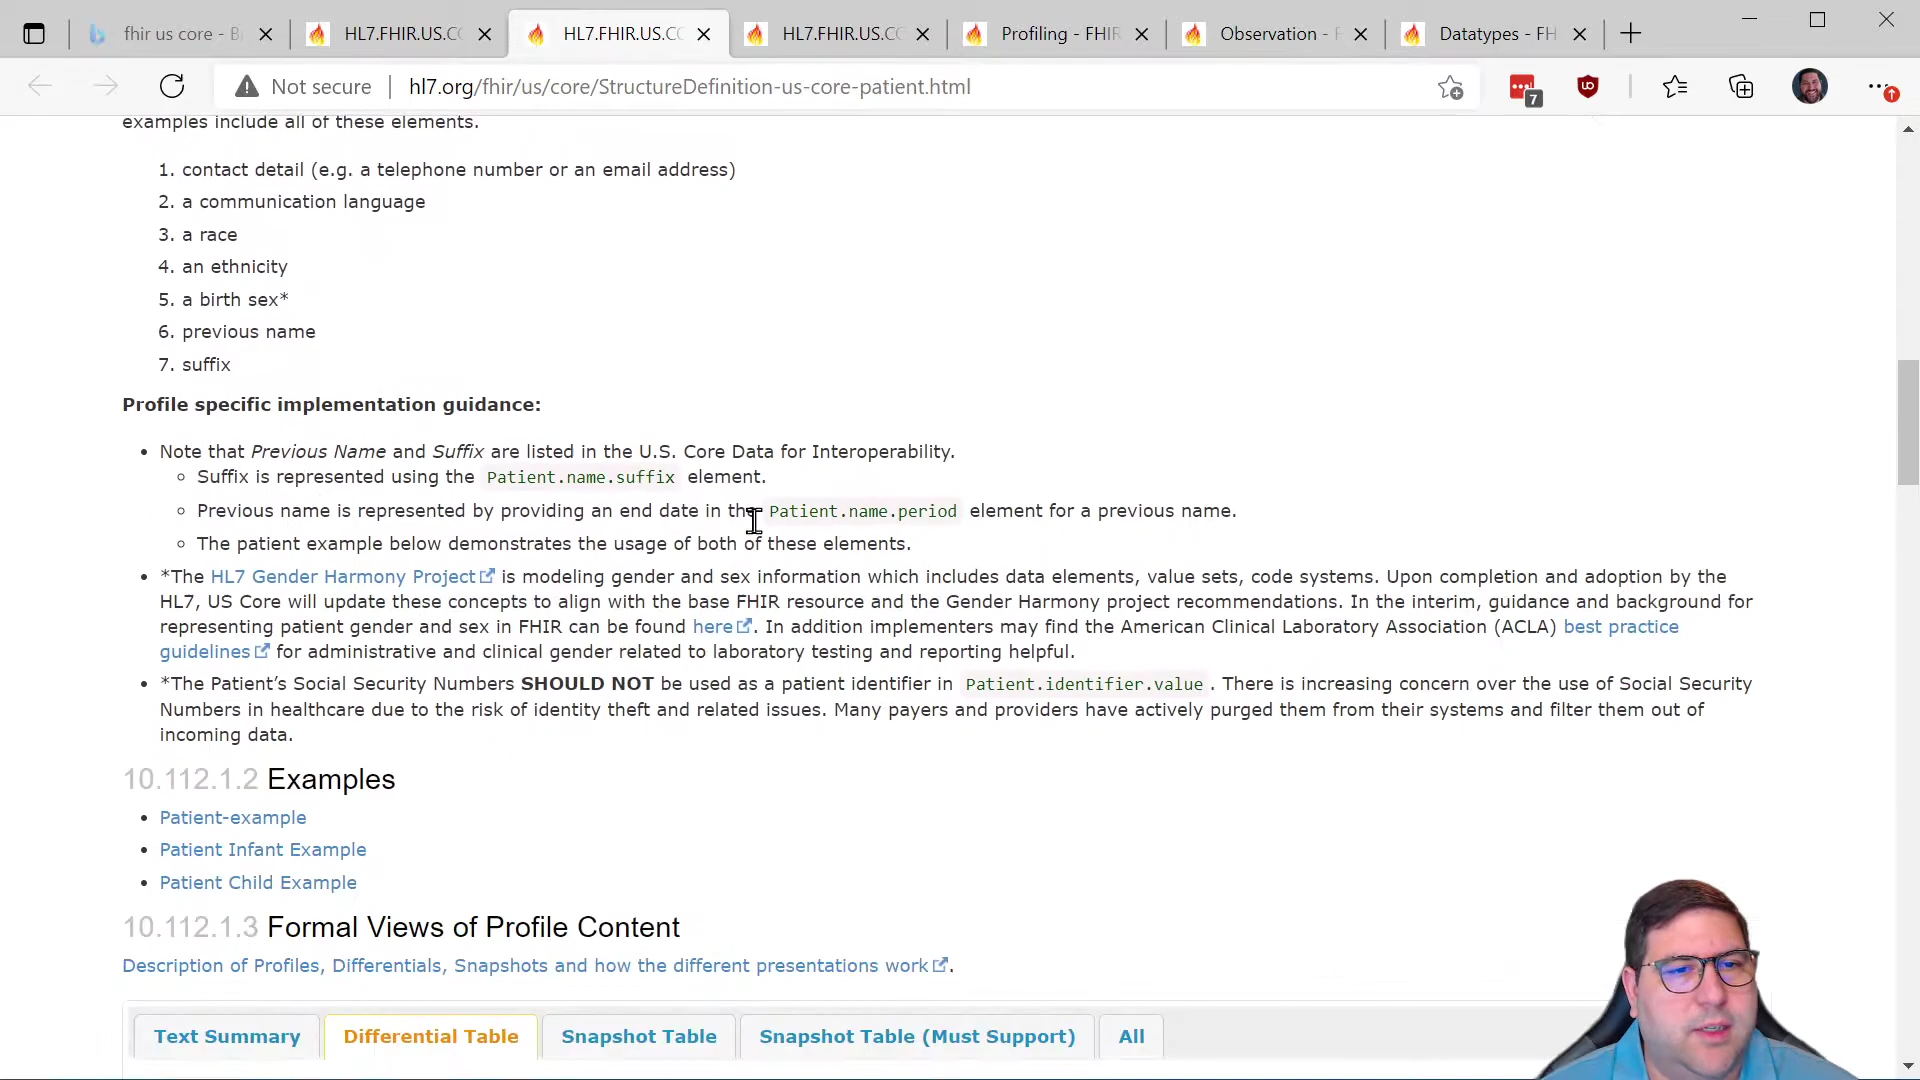 fhir us core - B
HL7.FHIR.US.CO
HL7.FHIR.US.CO
HL7.FHIR.US.CO
Profiling - FHIR
Observation - F
Datatypes - FH
Not secure
hl7.org/fhir/us/core/StructureDefinition-us-core-patient.html
7
examples include all of these elements.
1. contact detail (e.g. a telephone number or an email address)
2. a communication language
3. a race
4. an ethnicity
5. a birth sex*
6. previous name
7. suffix
Profile specific implementation guidance:
• Note that Previous Name and Suffix are listed in the U.S. Core Data for Interoperability.
○ Suffix is represented using the Patient.name.suffix element.
○ Previous name is represented by providing an end date in the Patient.name.period element for a previous name.
○ The patient example below demonstrates the usage of both of these elements.
• *The HL7 Gender Harmony Project is modeling gender and sex information which includes data elements, value sets, code systems. Upon completion and adoption by the
HL7, US Core will update these concepts to align with the base FHIR resource and the Gender Harmony project recommendations. In the interim, guidance and background for
representing patient gender and sex in FHIR can be found here. In addition implementers may find the American Clinical Laboratory Association (ACLA) best practice
guidelines for administrative and clinical gender related to laboratory testing and reporting helpful.
• *The Patient’s Social Security Numbers SHOULD NOT be used as a patient identifier in Patient.identifier.value. There is increasing concern over the use of Social Security
Numbers in healthcare due to the risk of identity theft and related issues. Many payers and providers have actively purged them from their systems and filter them out of
incoming data.
10.112.1.2 Examples
• Patient-example
• Patient Infant Example
• Patient Child Example
10.112.1.3 Formal Views of Profile Content
Description of Profiles, Differentials, Snapshots and how the different presentations work.
Text Summary
Differential Table
Snapshot Table
Snapshot Table (Must Support)
All